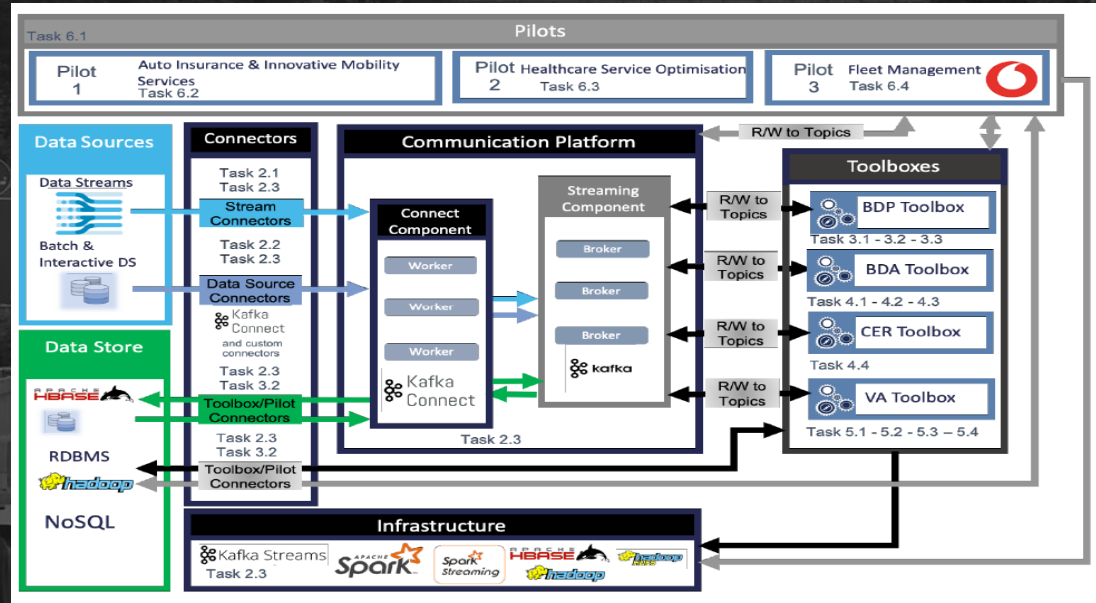 Pilots
Task 6.1
Pilot
1
Auto Insurance & Innovative Mobility
Services
Task 6.2
Pilot
2
Healthcare Service Optimisation
Task 6.3
Pilot
3
Fleet Management
Task 6.4
Data Sources
Data Streams
Batch &
Interactive DS
Data Store
APACHE
HBASE
RDBMS
hadoop
NoSQL
Connectors
Task 2.1
Task 2.3
Stream
Connectors
Task 2.2
Task 2.3
Data Source
Connectors
Kafka
Connect
and custom
connectors
Task 2.3
Task 3.2
Toolbox/Pilot
Connectors
Task 2.3
Task 3.2
Toolbox/Pilot
Connectors
Communication Platform
Connect
Component
Worker
Worker
Worker
Kafka
Connect
Streaming
Component
Broker
Broker
Broker
kafka
Task 2.3
R/W to Topics
R/W to
Topics
R/W to
Topics
R/W to
Topics
R/W to
Topics
Toolboxes
BDP Toolbox
Task 3.1 - 3.2 - 3.3
BDA Toolbox
Task 4.1 - 4.2 - 4.3
CER Toolbox
Task 4.4
VA Toolbox
Task 5.1 - 5.2 - 5.3 – 5.4
Infrastructure
Kafka Streams
Task 2.3
APACHE
Spark
Spark
Streaming
APACHE
HBASE
hadoop
hadoop